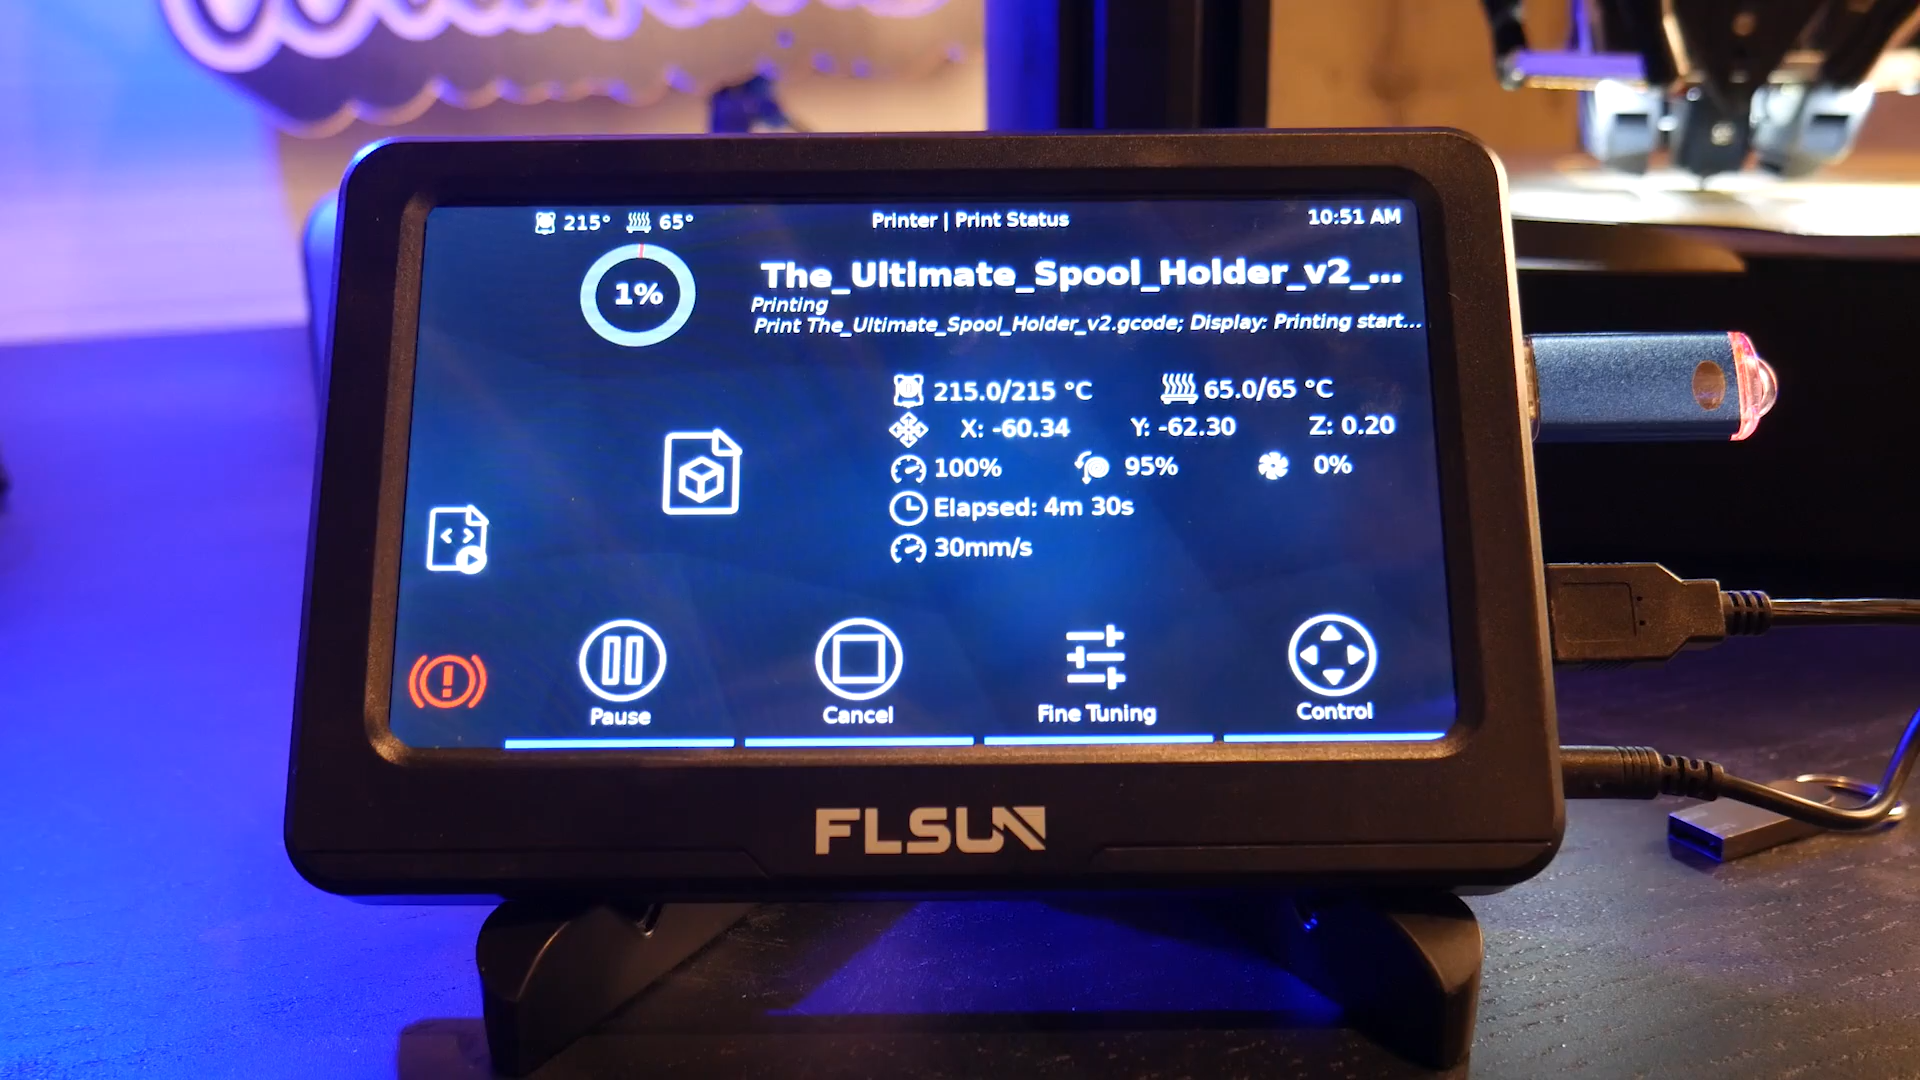 215° 65° Printer | Print Status 10:51 AM
1%
The_Ultimate_Spool_Holder_v2_...
Printing
Print The_Ultimate_Spool_Holder_v2.gcode; Display: Printing start...
215.0/215 °C 65.0/65 °C
X: -60.34 Y: -62.30 Z: 0.20
100% 95% 0%
Elapsed: 4m 30s
30mm/s
Pause Cancel Fine Tuning Control
FLSUN